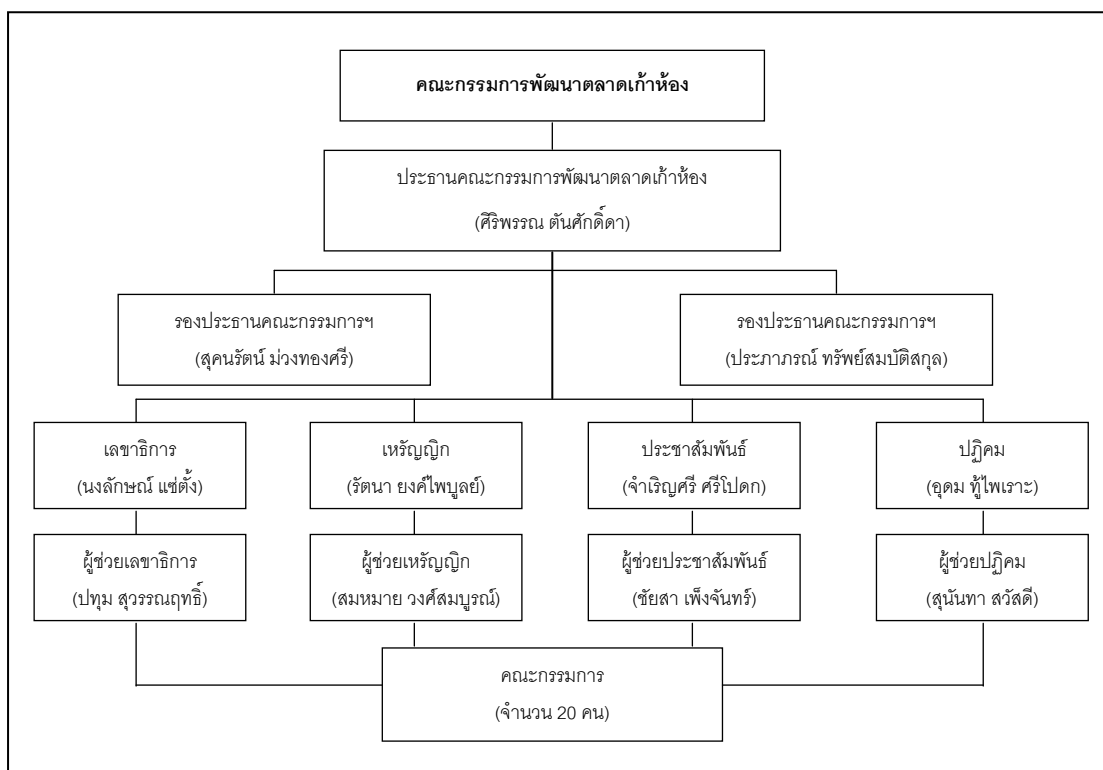 คณะกรรมการพัฒนาตลาดเก้าห้อง
ประธานคณะกรรมการพัฒนาตลาดเก้าห้อง
(ศิริพรรณ ตันศักดิ์ดา)
รองประธานคณะกรรมการฯ
(สุคนรัตน์ ม่วงทองศรี)
รองประธานคณะกรรมการฯ
(ประภาภรณ์ ทรัพย์สมบัติสกุล)
เลขาธิการ
(นงลักษณ์ แซ่ตั้ง)
เหรัญญิก
(รัตนา ยงค์ไพบูลย์)
ประชาสัมพันธ์
(จำเริญศรี ศรีโปดก)
ปฏิคม
(อุดม ทู้ไพเราะ)
ผู้ช่วยเลขาธิการ
(ปทุม สุวรรณฤทธิ์)
ผู้ช่วยเหรัญญิก
(สมหมาย วงศ์สมบูรณ์)
ผู้ช่วยประชาสัมพันธ์
(ชัยสา เพ็งจันทร์)
ผู้ช่วยปฏิคม
(สุนันทา สวัสดี)
คณะกรรมการ
(จำนวน 20 คน)